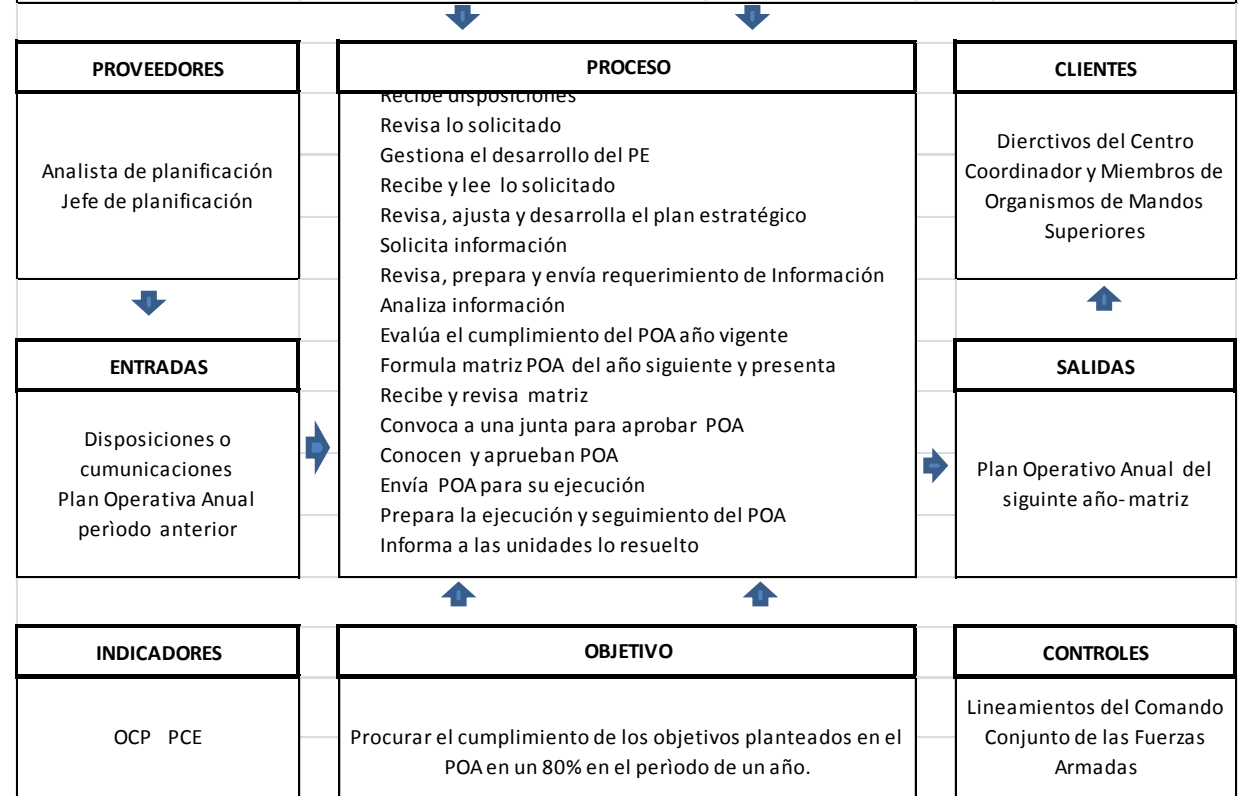 PROVEEDORES
Analista de planificación
Jefe de planificación
ENTRADAS
Disposiciones o
cumunicaciones
Plan Operativa Anual
perìodo anterior
PROCESO
Recibe disposiciones
Revisa lo solicitado
Gestiona el desarrollo del PE
Recibe y lee lo solicitado
Revisa, ajusta y desarrolla el plan estratégico
Solicita información
Revisa, prepara y envía requerimiento de Información
Analiza información
Evalúa el cumplimiento del POA año vigente
Formula matriz POA del año siguiente y presenta
Recibe y revisa matriz
Convoca a una junta para aprobar POA
Conocen y aprueban POA
Envía POA para su ejecución
Prepara la ejecución y seguimiento del POA
Informa a las unidades lo resuelto
CLIENTES
Dierctivos del Centro
Coordinador y Miembros de
Organismos de Mandos
Superiores
SALIDAS
Plan Operativo Anual del
siguinte año- matriz
INDICADORES
OCP PCE
OBJETIVO
Procurar el cumplimiento de los objetivos planteados en el
POA en un 80% en el perìodo de un año.
CONTROLES
Lineamientos del Comando
Conjunto de las Fuerzas
Armadas